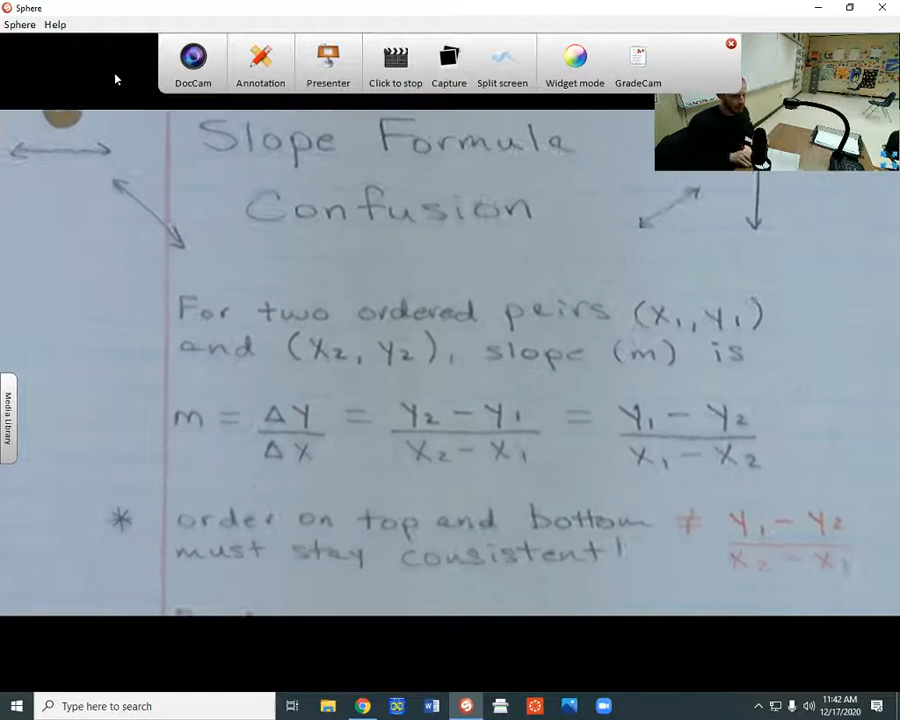 Sphere
Sphere Help
DocCam Annotation Presenter Click to stop Capture Split screen Widget mode GradeCam
Media Library
Slope Formula
Confusion
For two ordered peirs (x₁, y₁)
and (x₂, y₂), slope (m) is
m = Δy/Δx = y₂ - y₁/x₂ - x₁ = y₁ - y₂/x₁ - x₂
* order on top and bottom ≠ y₁ - y₂/x₂ - x₁
must stay consistent!
Type here to search
11:42 AM
12/17/2020